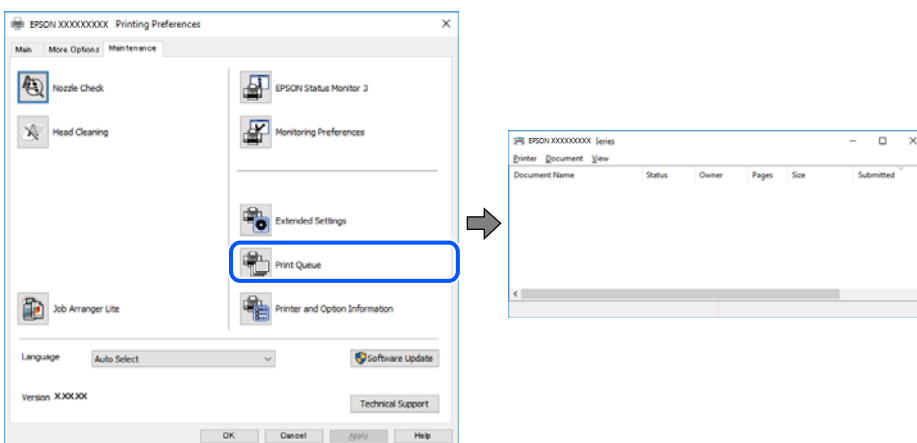 EPSON XXXXXXXXX Printing Preferences
Main More Options Maintenance
Nozzle Check
EPSON Status Monitor 3
Head Cleaning
Monitoring Preferences
Extended Settings
Print Queue
Job Arranger Lite
Printer and Option Information
Language Auto Select
Software Update
Version X.XX.XX
Technical Support
OK Cancel Apply Help
EPSON XXXXXXXXX Series
Printer Document View
Document Name Status Owner Pages Size Submitted